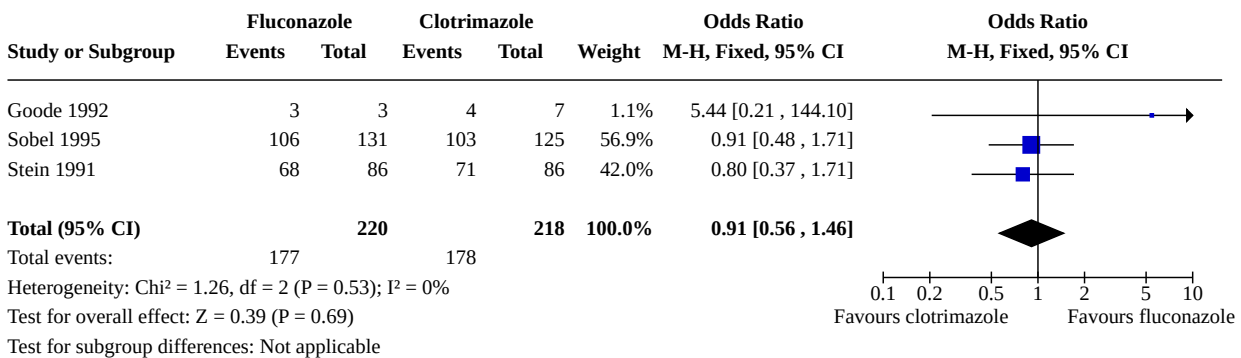 Fluconazole Clotrimazole Odds Ratio Odds Ratio
Study or Subgroup Events Total Events Total Weight M-H, Fixed, 95% CI M-H, Fixed, 95% CI
Goode 1992 3 3 4 7 1.1% 5.44 [0.21 , 144.10]
Sobel 1995 106 131 103 125 56.9% 0.91 [0.48 , 1.71]
Stein 1991 68 86 71 86 42.0% 0.80 [0.37 , 1.71]
Total (95% CI) 220 218 100.0% 0.91 [0.56 , 1.46]
Total events: 177 178
Heterogeneity: Chi² = 1.26, df = 2 (P = 0.53); I² = 0%
0.1 0.2 0.5 1 2 5 10
Test for overall effect: Z = 0.39 (P = 0.69) Favours clotrimazole Favours fluconazole
Test for subgroup differences: Not applicable